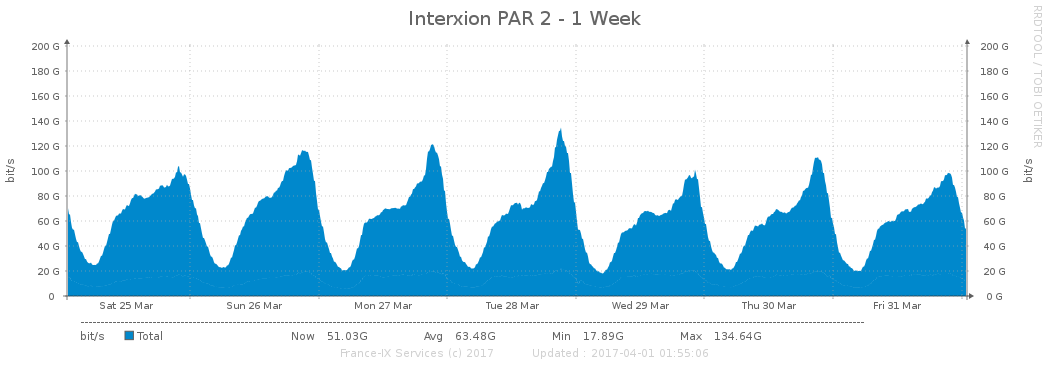 Interxion PAR 2 - 1 Week
RRDTOOL / TOBI OETIKER
bit/s
bit/s
200 G 200 G
180 G 180 G
160 G 160 G
140 G 140 G
120 G 120 G
100 G 100 G
80 G 80 G
60 G 60 G
40 G 40 G
20 G 20 G
0 0 G
Sat 25 Mar Sun 26 Mar Mon 27 Mar Tue 28 Mar Wed 29 Mar Thu 30 Mar Fri 31 Mar
bit/s Total Now 51.03G Avg 63.48G Min 17.89G Max 134.64G
France-IX Services (c) 2017 Updated : 2017-04-01 01:55:06